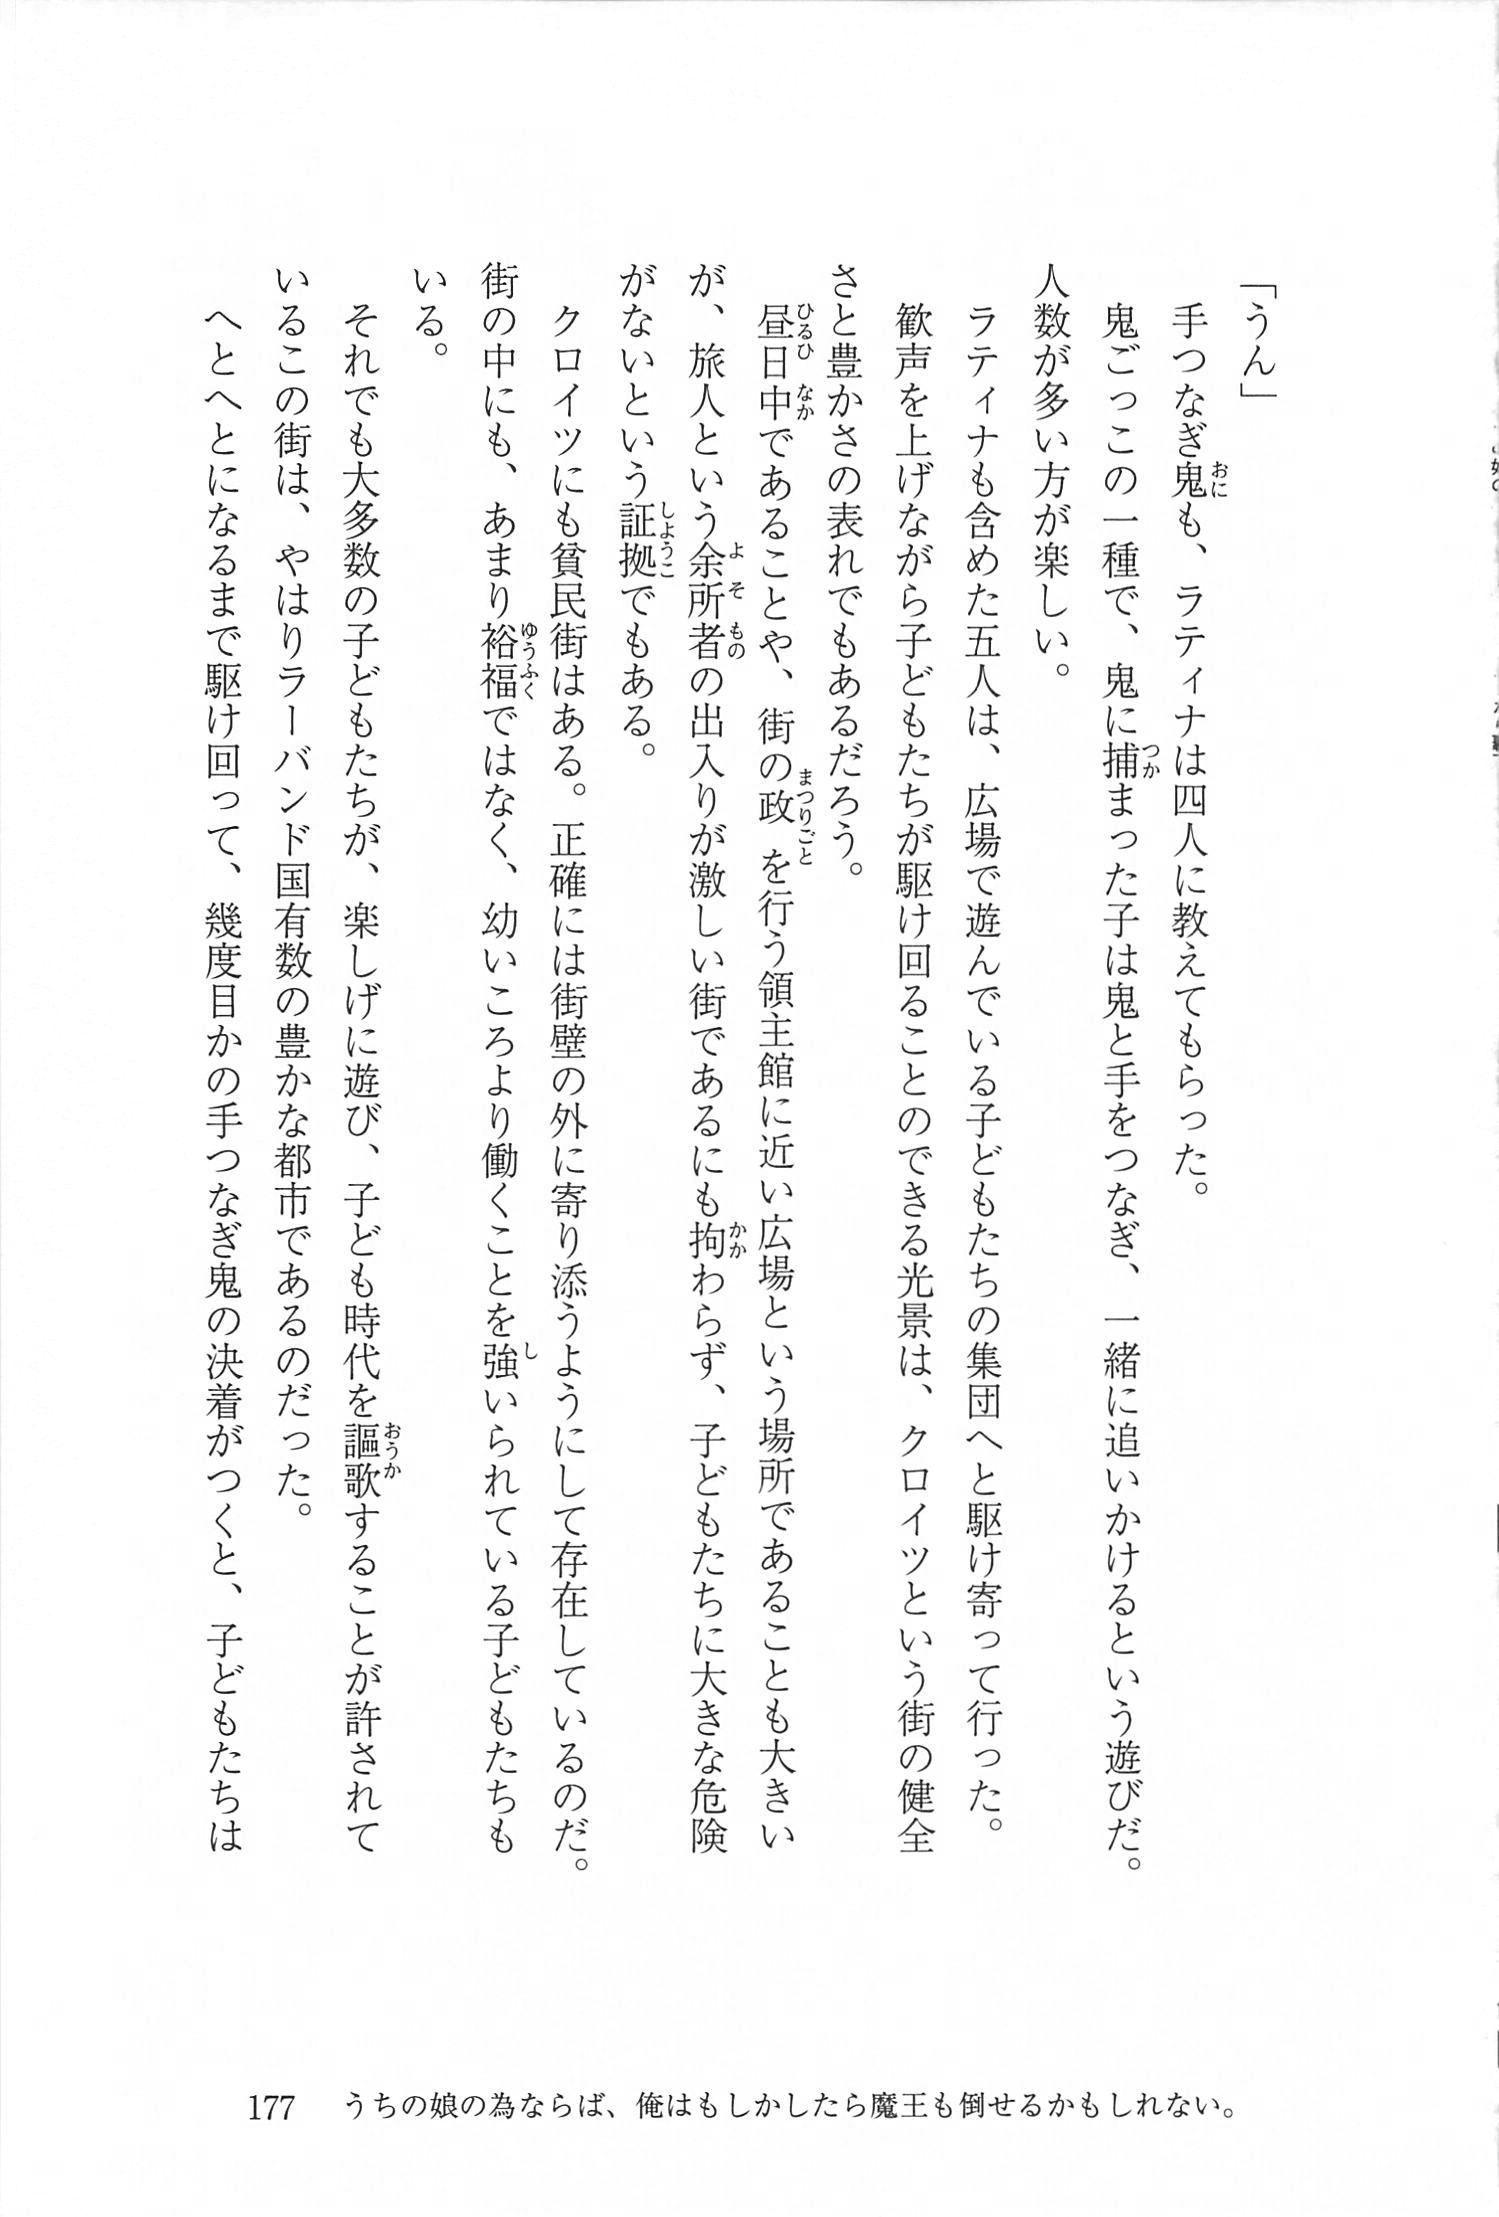 「うん」
手つなぎ鬼も、ラティナは四人に教えてもらった。
鬼ごっこの一種で、鬼に捕まった子は鬼と手をつなぎ、一緒に追いかけるという遊びだ。
人数が多い方が楽しい。
ラティナも含めた五人は、広場で遊んでいる子どもたちの集団へと駆け寄って行った。
歓声を上げながら子どもたちが駆け回ることのできる光景は、クロイツという街の健全
さと豊かさの表れでもあるだろう。
昼日中であることや、街の政を行う領主館に近い広場という場所であることも大きい
が、旅人という余所者の出入りが激しい街であるにも拘わらず、子どもたちに大きな危険
がないという証拠でもある。
クロイツにも貧民街はある。正確には街壁の外に寄り添うようにして存在しているのだ。
街の中にも、あまり裕福ではなく、幼いころより働くことを強いられている子どもたちも
いる。
それでも大多数の子どもたちが、楽しげに遊び、子ども時代を謳歌することが許されて
いるこの街は、やはりラーバンド国有数の豊かな都市であるのだった。
へとへとになるまで駆け回って、幾度目かの手つなぎ鬼の決着がつくと、子どもたちは
177 うちの娘の為ならば、俺はもしかしたら魔王も倒せるかもしれない。